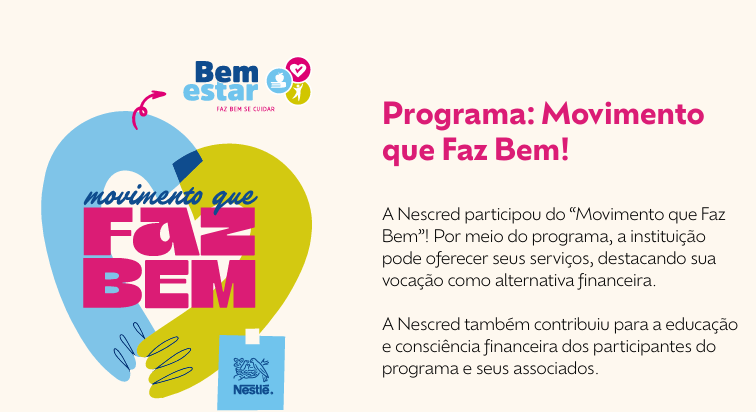 Bem
estar
FAZ BEM SE CUIDAR
movimento que
FAZ
BEM
Nestlé.
Programa: Movimento
que Faz Bem!
A Nescred participou do “Movimento que Faz
Bem”! Por meio do programa, a instituição
pode oferecer seus serviços, destacando sua
vocação como alternativa financeira.
A Nescred também contribuiu para a educação
e consciência financeira dos participantes do
programa e seus associados.